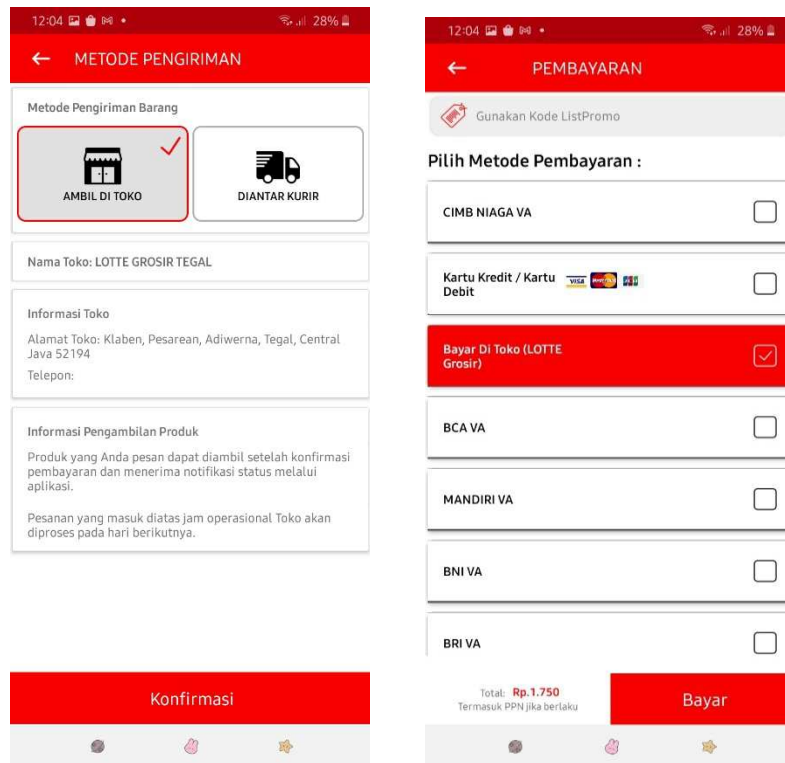 12:04
28%
METODE PENGIRIMAN
Metode Pengiriman Barang
AMBIL DI TOKO
DIANTAR KURIR
Nama Toko: LOTTE GROSIR TEGAL
Informasi Toko
Alamat Toko: Klaben, Pesarean, Adiwerna, Tegal, Central
Java 52194
Telepon:
Informasi Pengambilan Produk
Produk yang Anda pesan dapat diambil setelah konfirmasi
pembayaran dan menerima notifikasi status melalui
aplikasi.
Pesanan yang masuk diatas jam operasional Toko akan
diproses pada hari berikutnya.
Konfirmasi
12:04
28%
PEMBAYARAN
Gunakan Kode ListPromo
Pilih Metode Pembayaran :
CIMB NIAGA VA
Kartu Kredit / Kartu
Debit
VISA
Bayar Di Toko (LOTTE
Grosir)
BCA VA
MANDIRI VA
BNI VA
BRI VA
Total: Rp.1.750
Termasuk PPN jika berlaku
Bayar